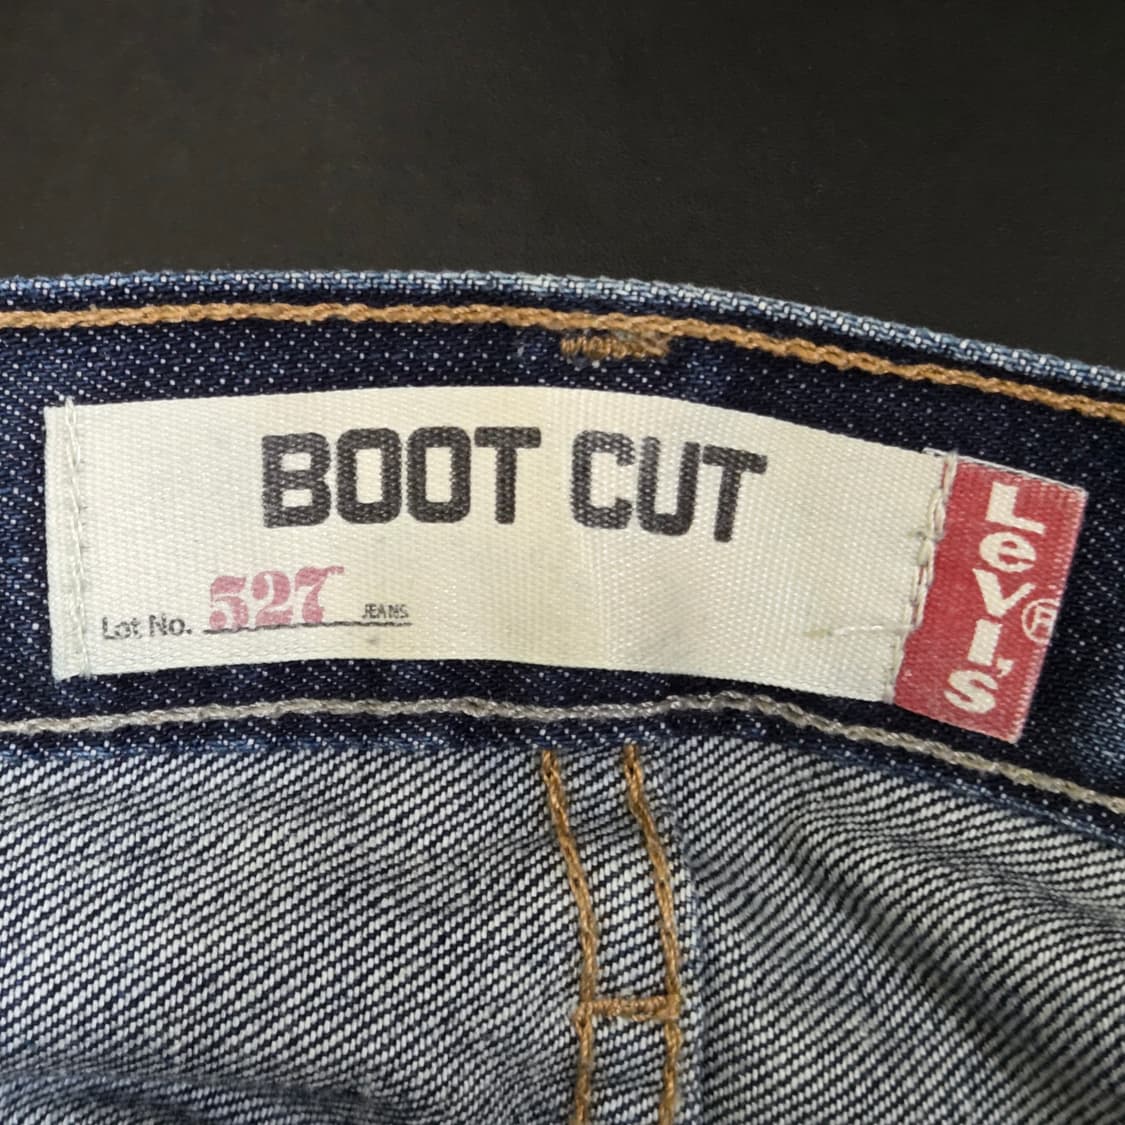 BOOT CUT
Lot No. 527 JEANS
LeVI'S ®